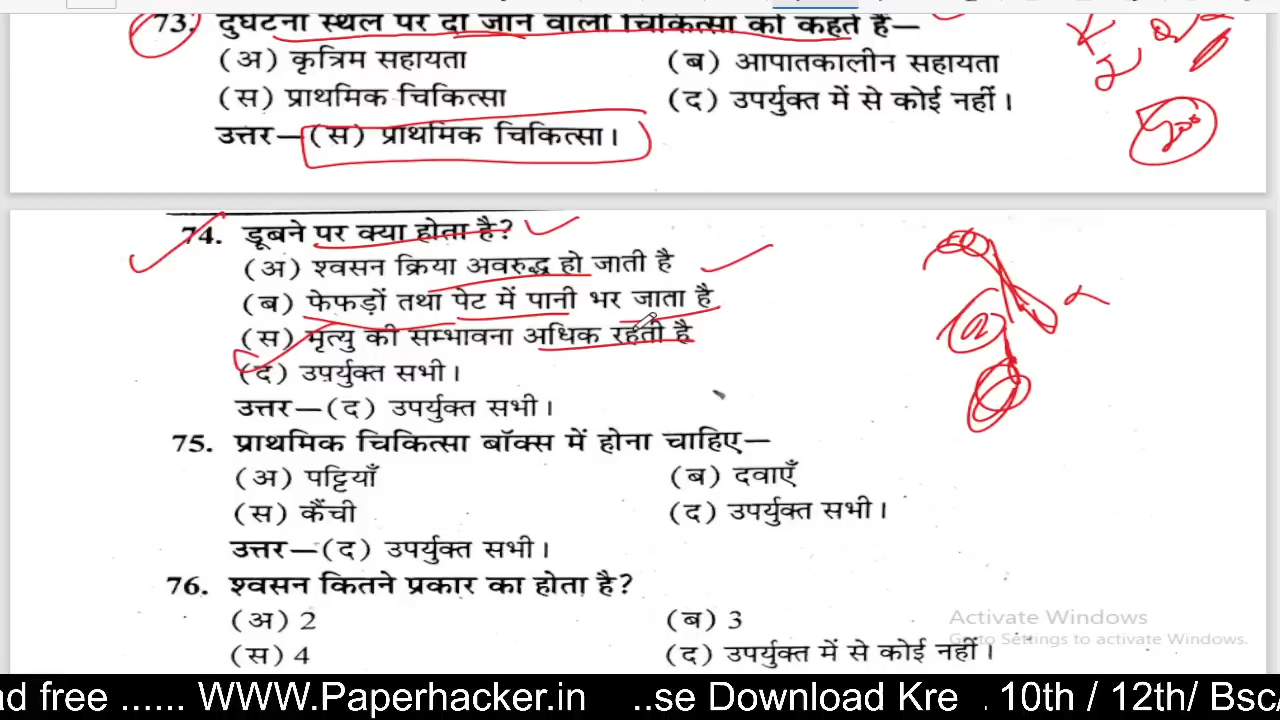 73. दुर्घटना स्थल पर दी जाने वाली चिकित्सा को कहते हैं—
(अ) कृत्रिम सहायता (ब) आपातकालीन सहायता
(स) प्राथमिक चिकित्सा (द) उपर्युक्त में से कोई नहीं।
उत्तर—(स) प्राथमिक चिकित्सा।
74. डूबने पर क्या होता है?
(अ) श्वसन क्रिया अवरुद्ध हो जाती है
(ब) फेफड़ों तथा पेट में पानी भर जाता है
(स) मृत्यु की सम्भावना अधिक रहती है
(द) उपर्युक्त सभी।
उत्तर—(द) उपर्युक्त सभी।
75. प्राथमिक चिकित्सा बॉक्स में होना चाहिए—
(अ) पट्टियाँ (ब) दवाएँ
(स) कैंची (द) उपर्युक्त सभी।
उत्तर—(द) उपर्युक्त सभी।
76. श्वसन कितने प्रकार का होता है?
(अ) 2 (ब) 3
(स) 4 (द) उपर्युक्त में से कोई नहीं।
Activate Windows
Go to Settings to activate Windows.
ad free ...... WWW.Paperhacker.in ..se Download Kre . 10th / 12th/ Bsc/